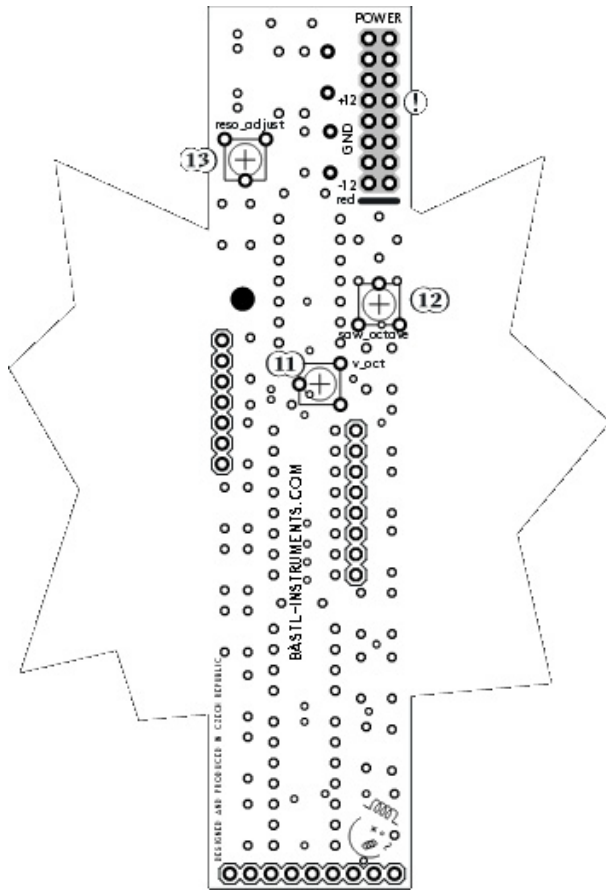 POWER
+12
!
reso_adjust
GND
13
-12
red
12
saw_octave
11
v_oct
BASTL-INSTRUMENTS.COM
DESIGNED AND PRODUCED IN CZECH REPUBLIC